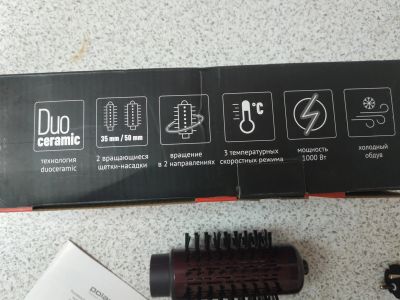 Duo
ceramic
35 mm / 50 mm
°C
технология
duoceramic
2 вращающиеся
щетки-насадки
вращение
в 2 направлениях
3 температурных
скоростных режима
мощность
1000 Вт
холодный
обдув